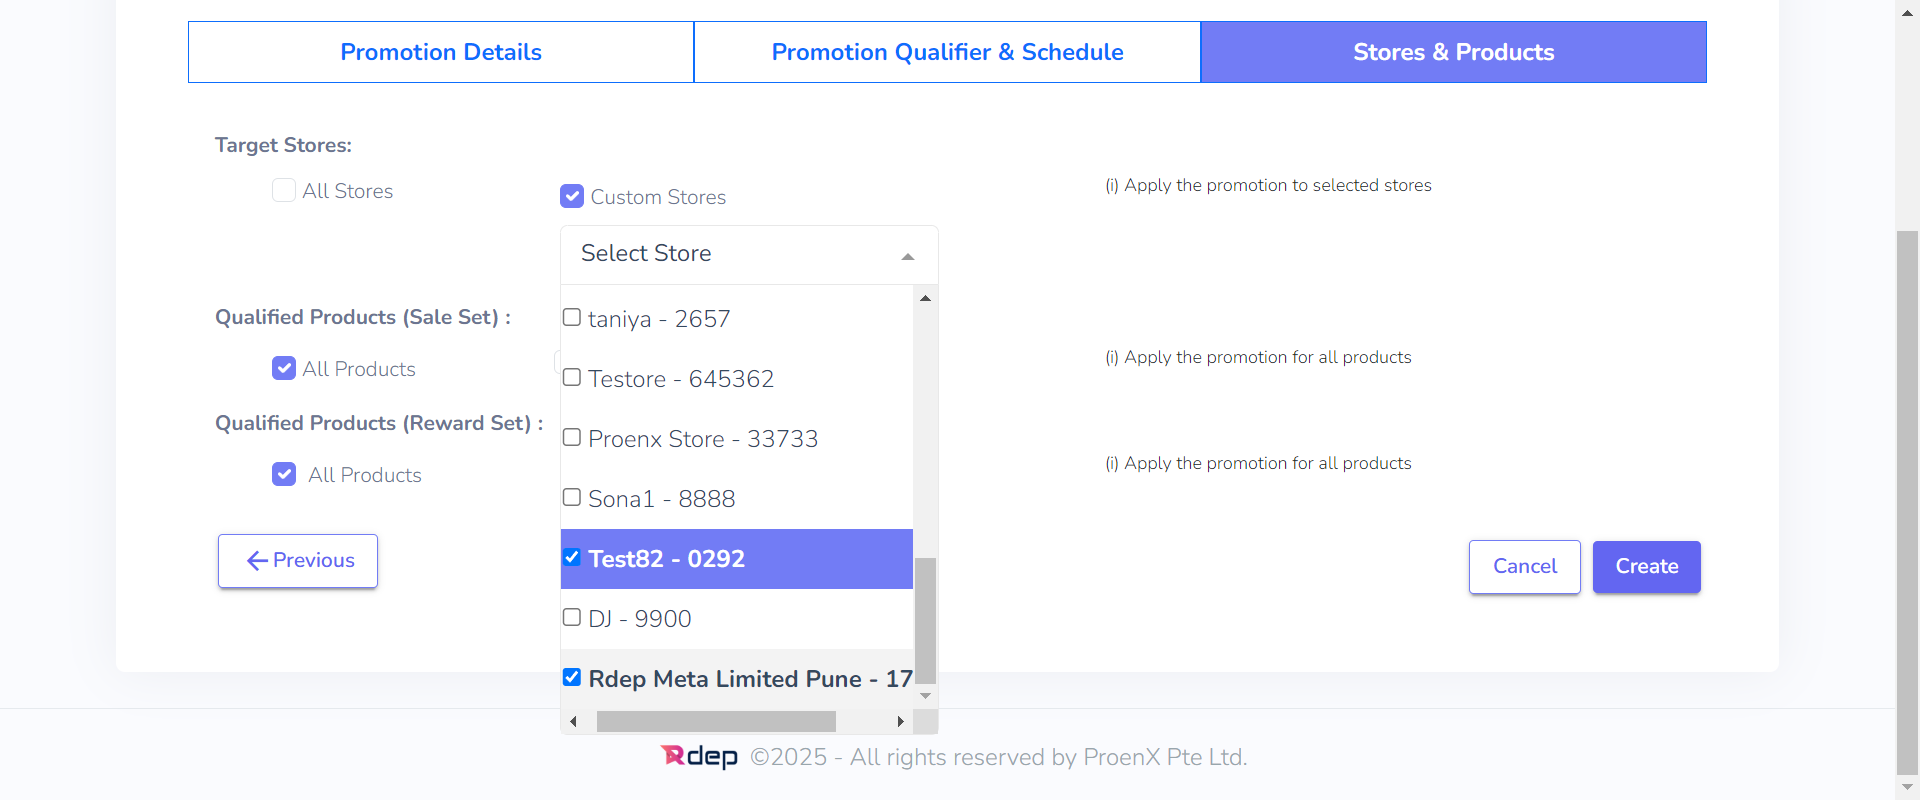 Promotion Details
Promotion Qualifier & Schedule
Stores & Products
Target Stores:
All Stores
Custom Stores
(i) Apply the promotion to selected stores
Select Store
taniya - 2657
Testore - 645362
Proenx Store - 33733
Sona1 - 8888
Test82 - 0292
DJ - 9900
Rdep Meta Limited Pune - 17
Qualified Products (Sale Set) :
All Products
(i) Apply the promotion for all products
Qualified Products (Reward Set) :
All Products
(i) Apply the promotion for all products
Previous
Cancel
Create
Rdep ©2025 - All rights reserved by ProenX Pte Ltd.